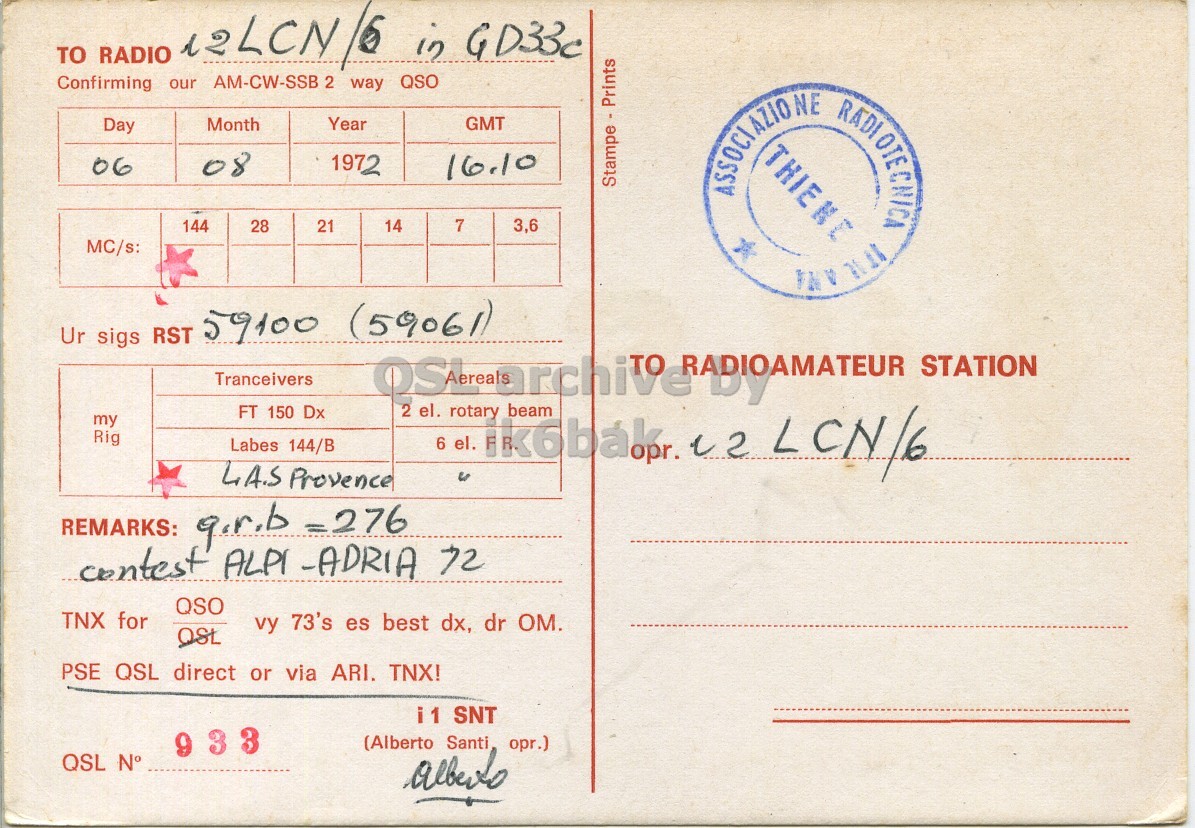 TO RADIO i2LCN/6 in GD33c
Confirming our AM-CW-SSB 2 way QSO
Day Month Year GMT
06 08 1972 16.10
MC/s: 144 28 21 14 7 3,6
Ur sigs RST 59100 (59061)
Tranceivers Aereals
my Rig
FT 150 Dx 2 el. rotary beam
Labes 144/B 6 el. FR.
L.A.S Provence "
REMARKS: q.r.b = 276
contest ALPI-ADRIA 72
TNX for QSO QSL vy 73's es best dx, dr OM.
PSE QSL direct or via ARI. TNX!
i1 SNT
(Alberto Santi, opr.)
Alberto
QSL Nº 933
Stampe - Prints
ASSOCIAZIONE RADIOTECNICA ITALIANA
THIENE
TO RADIOAMATEUR STATION
opr. i2 LCN/6
QSL archive by
ik6bak